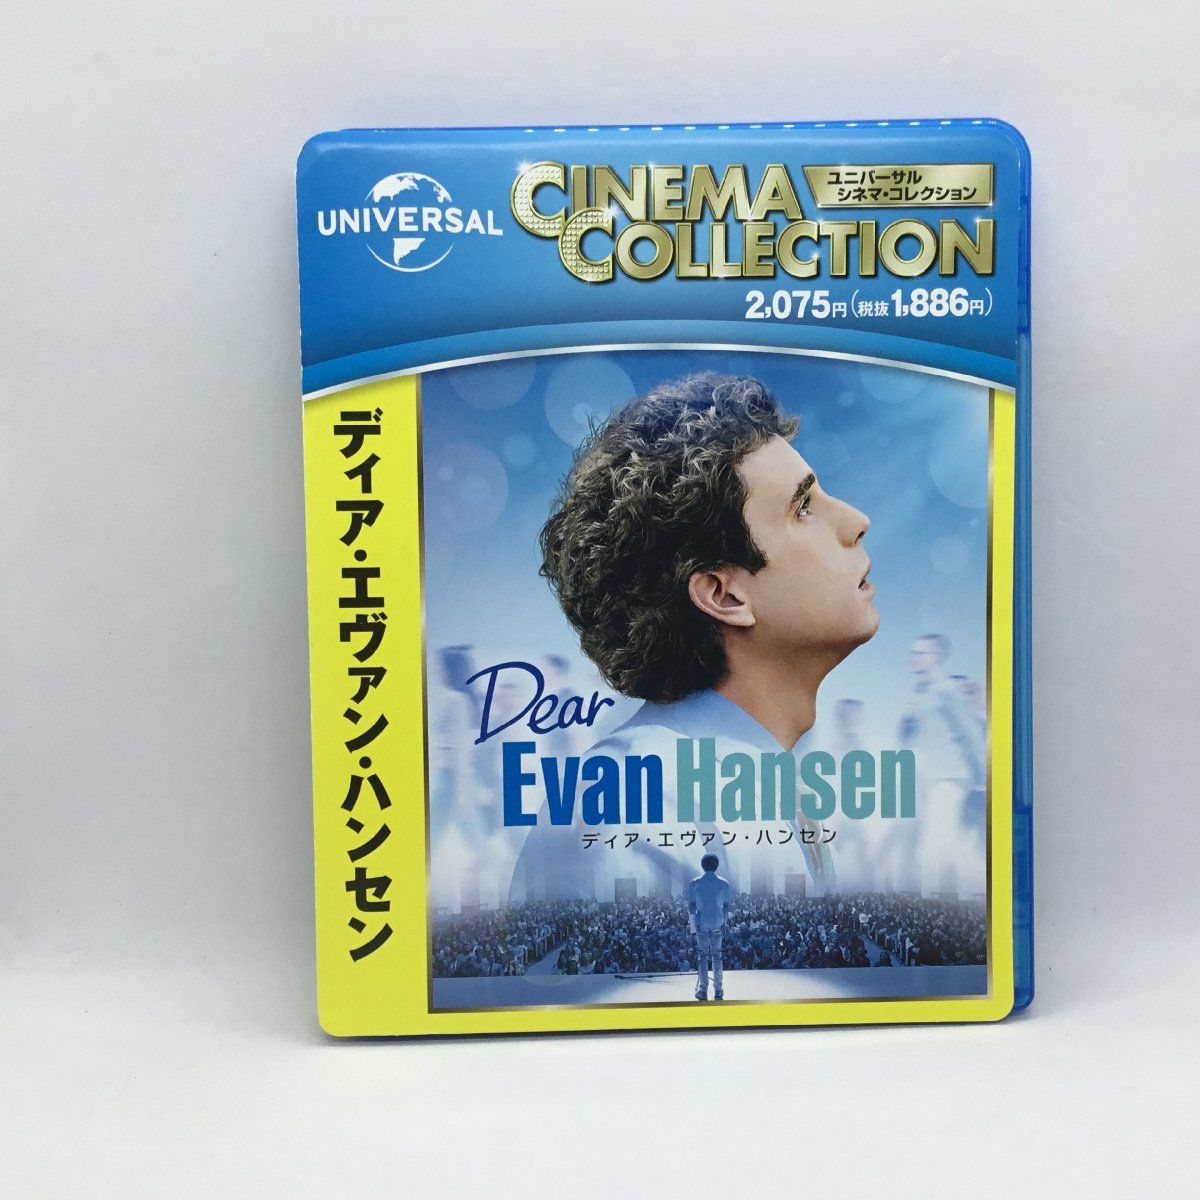 UNIVERSAL
CINEMA
COLLECTION
ユニバーサル
シネマ・コレクション
2,075円(税抜1,886円)
ディア・エヴァン・ハンセン
Dear
Evan Hansen
ディア・エヴァン・ハンセン